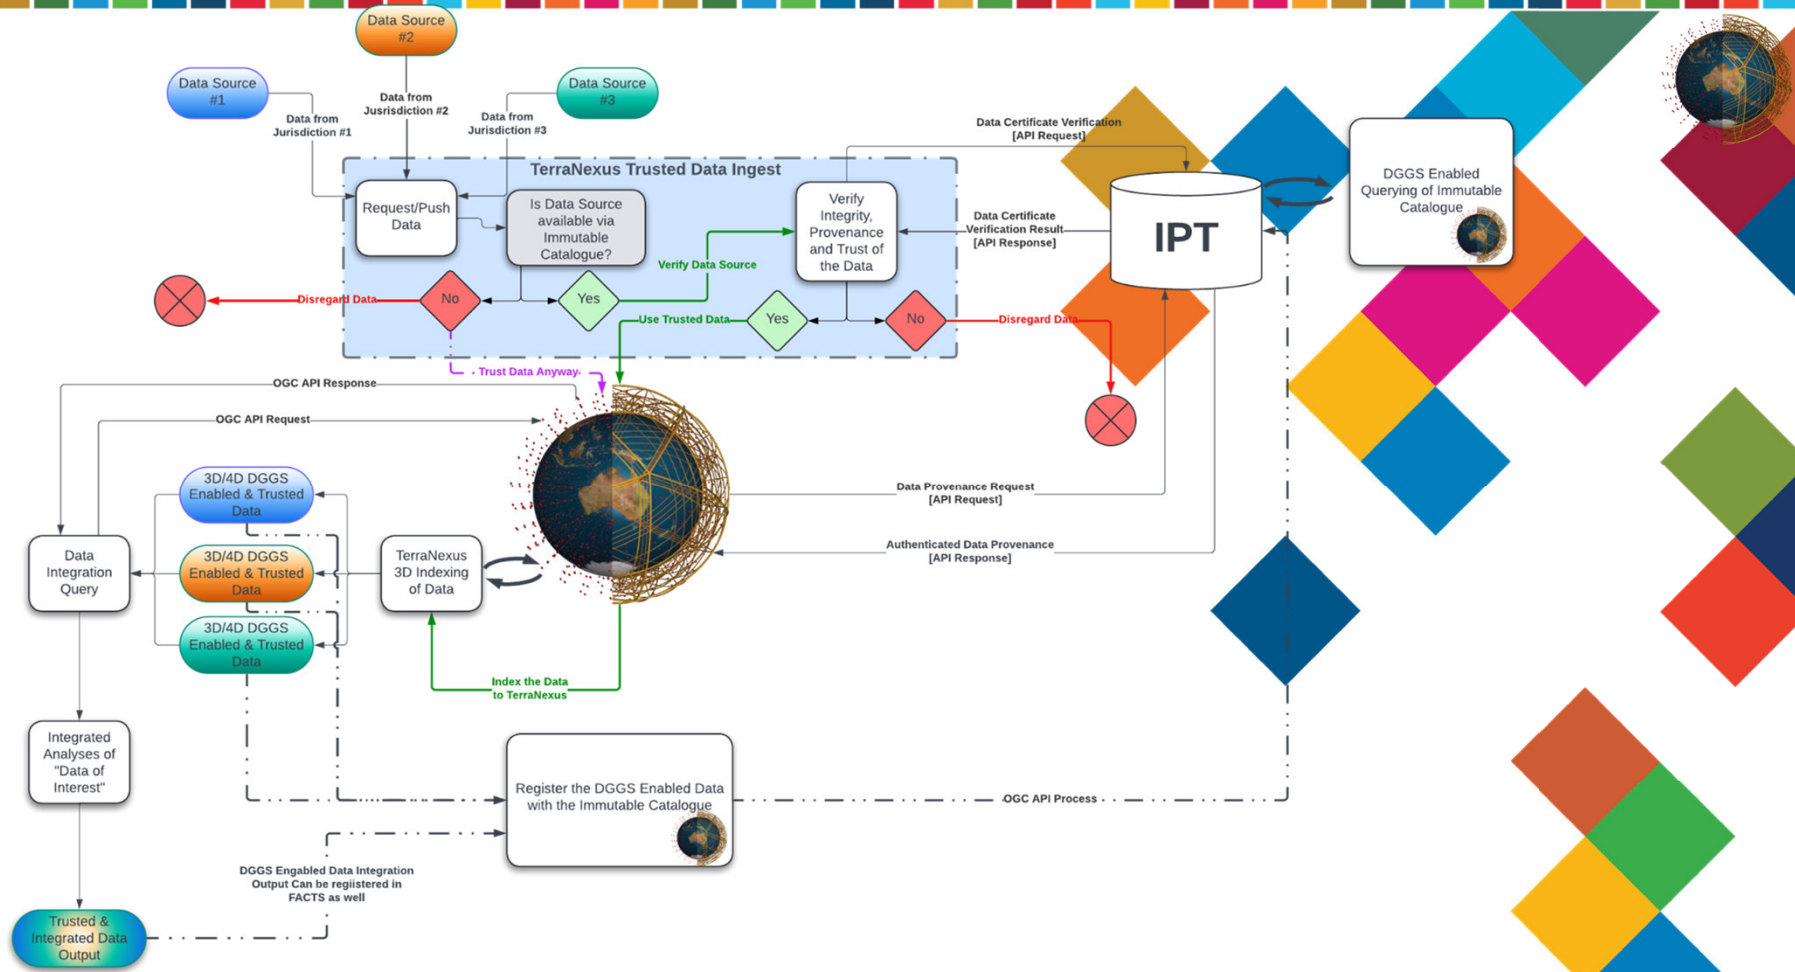 Data Source
#2
Data Source
#1
Data Source
#3
Data from
Jusrisdiction #2
Data from
Jurisdiction #1
Data from
Jurisdiction #3
TerraNexus Trusted Data Ingest
Request/Push
Data
Is Data Source
available via
Immutable
Catalogue?
Verify
Integrity,
Provenance
and Trust of
the Data
Data Certificate Verification
[API Request]
Data Certificate
Verification Result
[API Response]
IPT
DGGS Enabled
Querying of Immutable
Catalogue
Verify Data Source
Disregard Data
No
Yes
Use Trusted Data
Yes
No
Disregard Data
Trust Data Anyway
OGC API Response
OGC API Request
3D/4D DGGS
Enabled & Trusted
Data
3D/4D DGGS
Enabled & Trusted
Data
3D/4D DGGS
Enabled & Trusted
Data
Data
Integration
Query
TerraNexus
3D Indexing
of Data
Data Provenance Request
[API Request]
Authenticated Data Provenance
[API Response]
Index the Data
to TerraNexus
Integrated
Analyses of
"Data of
Interest"
Register the DGGS Enabled Data
with the Immutable Catalogue
OGC API Process
DGGS Engabled Data Integration
Output Can be regiistered in
FACTS as well
Trusted &
Integrated Data
Output